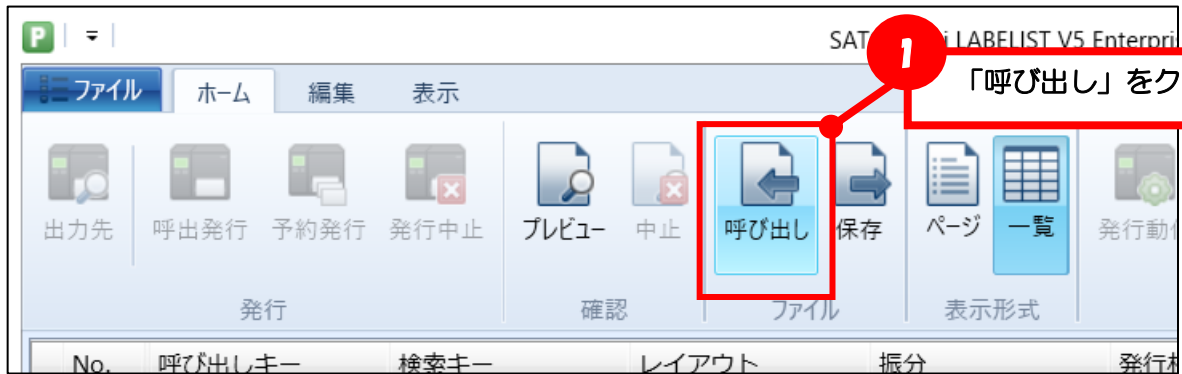 P
SAT i LABELIST V5 Enterpri
1
「呼び出し」をク
ファイル ホーム 編集 表示
出力先 呼出発行 予約発行 発行中止 プレビュー 中止 呼び出し 保存 ページ 一覧 発行動
発行 確認 ファイル 表示形式
No. 呼び出しキー 検索キー レイアウト 振分 発行